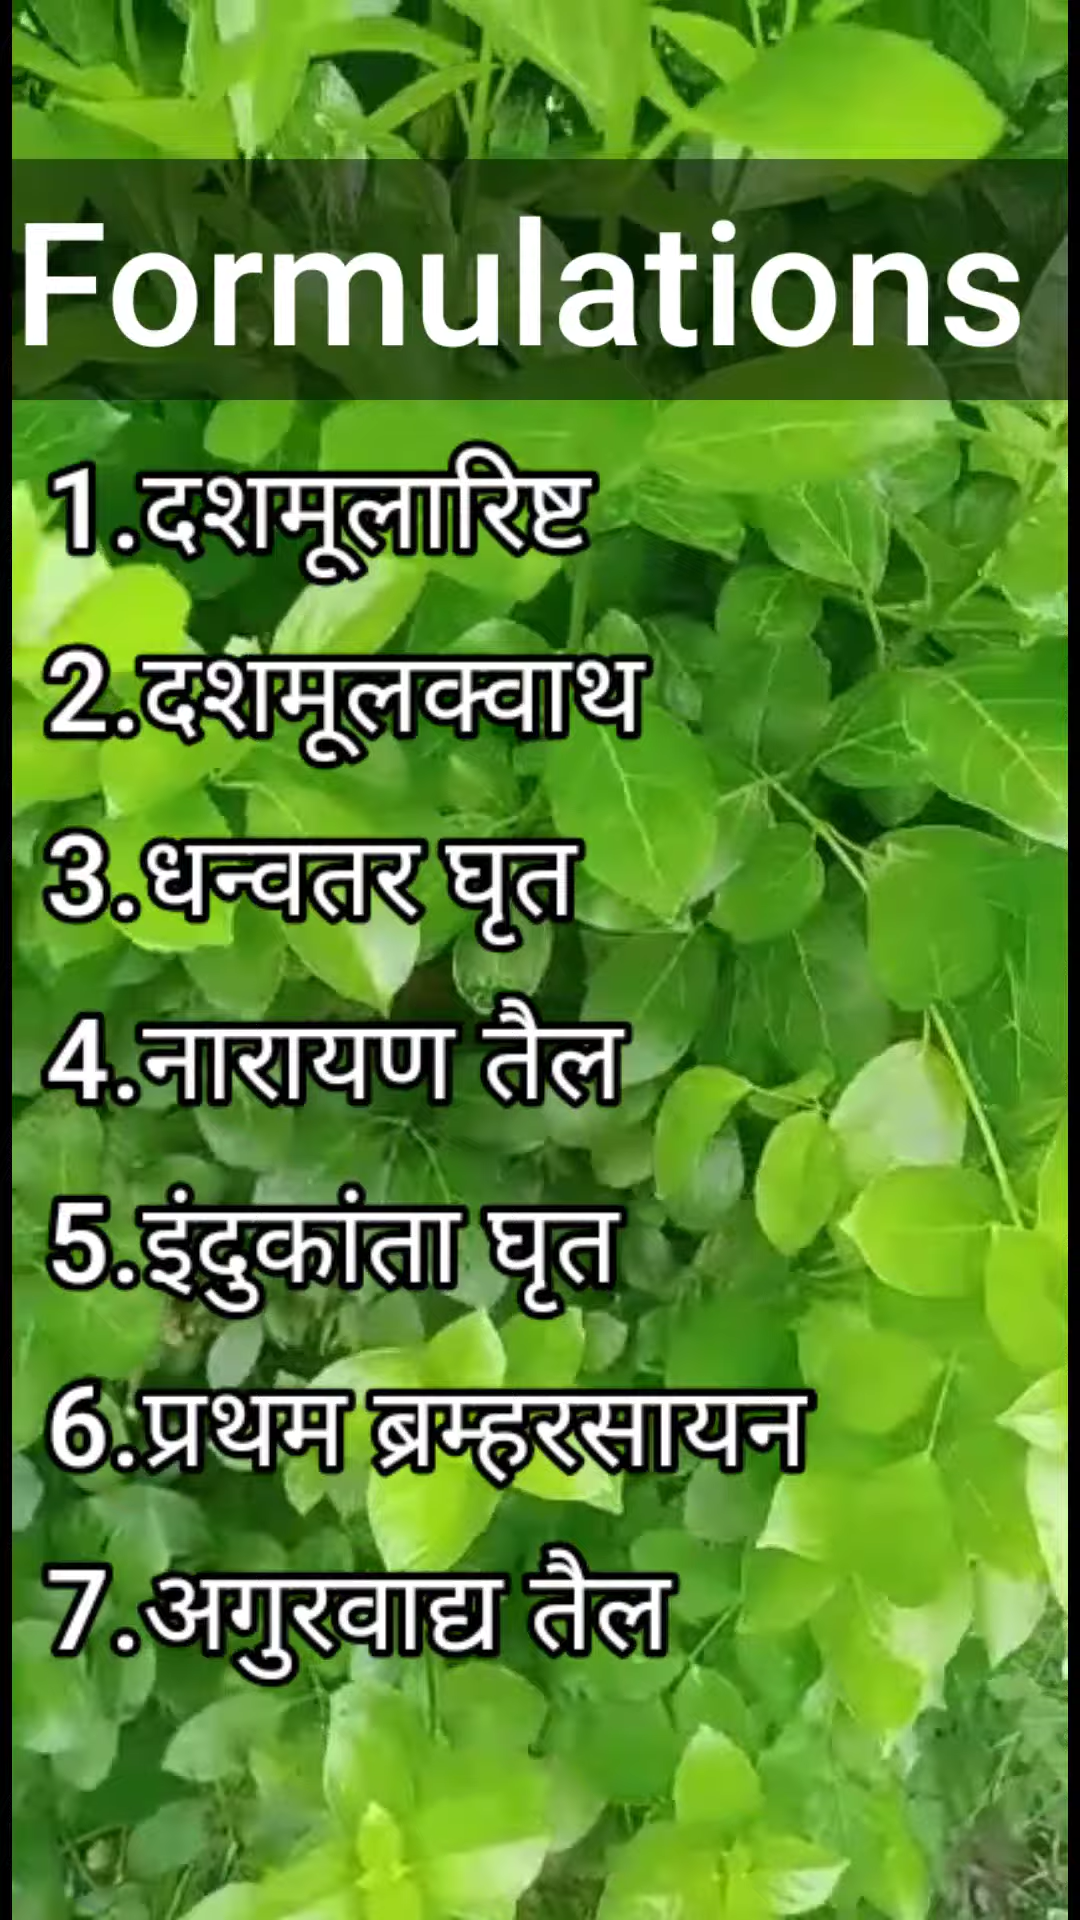 Formulations
1.दशमूलारिष्ट
2.दशमूलक्वाथ
3.धन्वतर घृत
4.नारायण तैल
5.इंदुकांता घृत
6.प्रथम ब्रम्हरसायन
7.अगुरवाद्य तैल